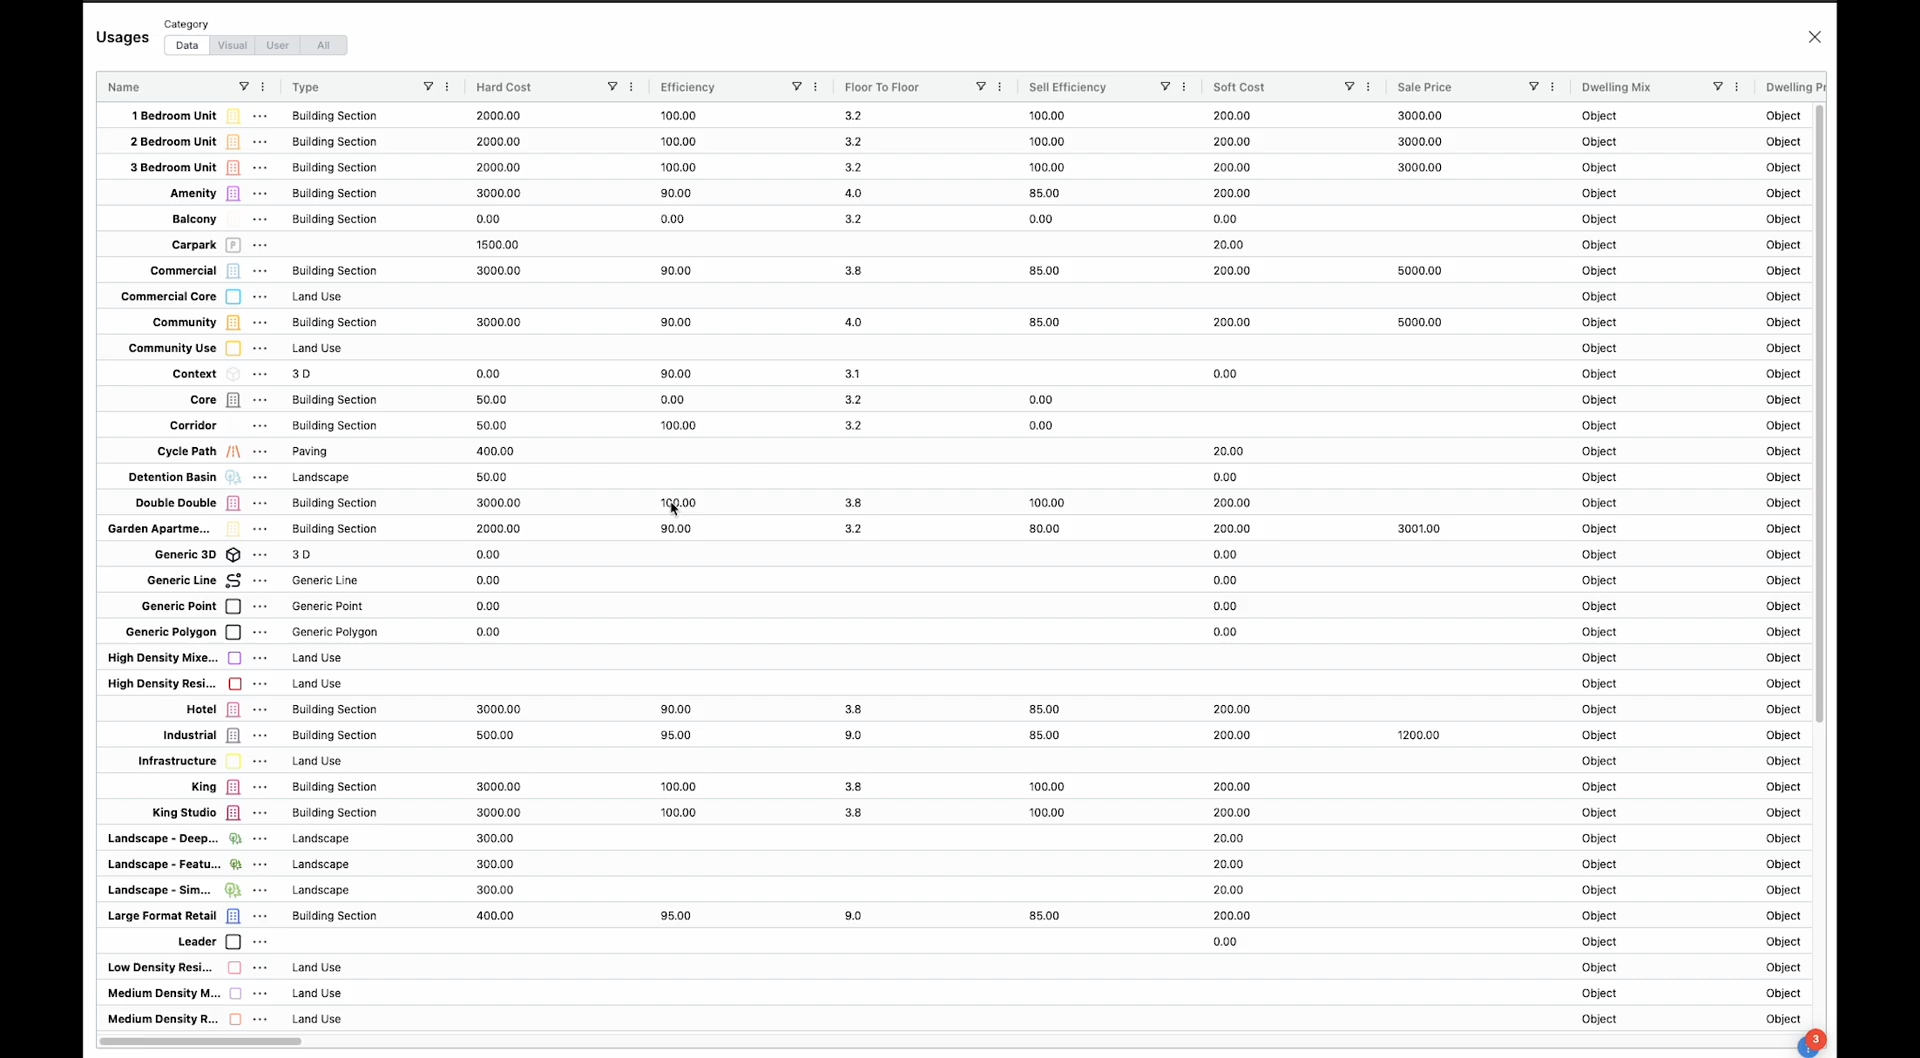 Usages
Category
Data Visual User All
Name Type Hard Cost Efficiency Floor To Floor Sell Efficiency Soft Cost Sale Price Dwelling Mix Dwelling Pr
1 Bedroom Unit ··· Building Section 2000.00 100.00 3.2 100.00 200.00 3000.00 Object Object
2 Bedroom Unit ··· Building Section 2000.00 100.00 3.2 100.00 200.00 3000.00 Object Object
3 Bedroom Unit ··· Building Section 2000.00 100.00 3.2 100.00 200.00 3000.00 Object Object
Amenity ··· Building Section 3000.00 90.00 4.0 85.00 200.00 Object Object
Balcony ··· Building Section 0.00 0.00 3.2 0.00 0.00 Object Object
Carpark P ··· 1500.00 20.00 Object Object
Commercial ··· Building Section 3000.00 90.00 3.8 85.00 200.00 5000.00 Object Object
Commercial Core ··· Land Use Object Object
Community ··· Building Section 3000.00 90.00 4.0 85.00 200.00 5000.00 Object Object
Community Use ··· Land Use Object Object
Context ··· 3 D 0.00 90.00 3.1 0.00 Object Object
Core ··· Building Section 50.00 0.00 3.2 0.00 Object Object
Corridor ··· Building Section 50.00 100.00 3.2 0.00 Object Object
Cycle Path ··· Paving 400.00 20.00 Object Object
Detention Basin ··· Landscape 50.00 0.00 Object Object
Double Double ··· Building Section 3000.00 100.00 3.8 100.00 200.00 Object Object
Garden Apartme... ··· Building Section 2000.00 90.00 3.2 80.00 200.00 3001.00 Object Object
Generic 3D ··· 3 D 0.00 0.00 Object Object
Generic Line ··· Generic Line 0.00 0.00 Object Object
Generic Point ··· Generic Point 0.00 0.00 Object Object
Generic Polygon ··· Generic Polygon 0.00 0.00 Object Object
High Density Mixe... ··· Land Use Object Object
High Density Resi... ··· Land Use Object Object
Hotel ··· Building Section 3000.00 90.00 3.8 85.00 200.00 Object Object
Industrial ··· Building Section 500.00 95.00 9.0 85.00 200.00 1200.00 Object Object
Infrastructure ··· Land Use Object Object
King ··· Building Section 3000.00 100.00 3.8 100.00 200.00 Object Object
King Studio ··· Building Section 3000.00 100.00 3.8 100.00 200.00 Object Object
Landscape - Deep... ··· Landscape 300.00 20.00 Object Object
Landscape - Featu... ··· Landscape 300.00 20.00 Object Object
Landscape - Sim... ··· Landscape 300.00 20.00 Object Object
Large Format Retail ··· Building Section 400.00 95.00 9.0 85.00 200.00 Object Object
Leader ··· 0.00 Object Object
Low Density Resi... ··· Land Use Object Object
Medium Density M... ··· Land Use Object Object
Medium Density R... ··· Land Use Object Object
3